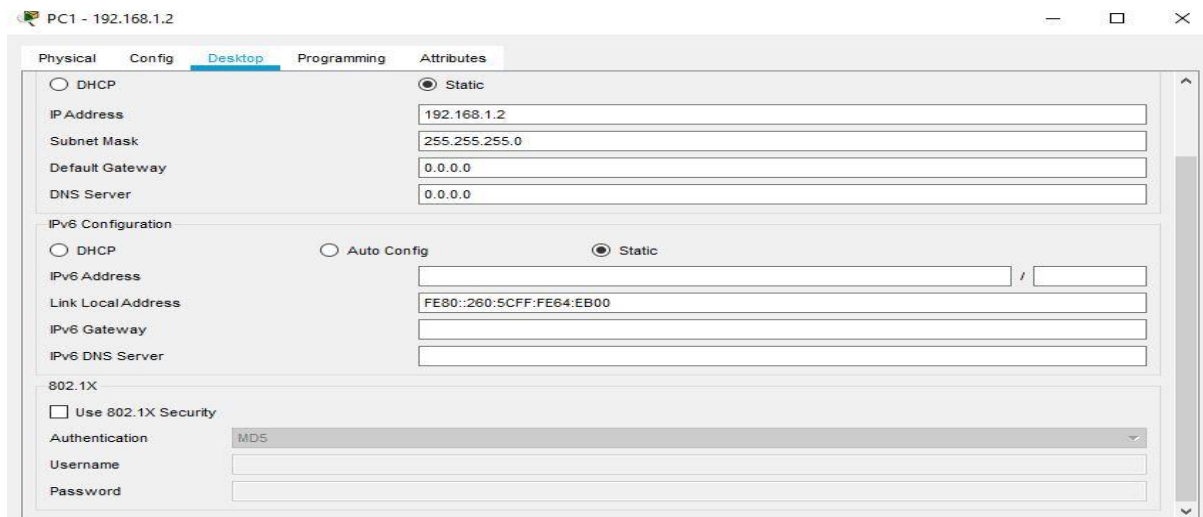 PC1 - 192.168.1.2
Physical Config Desktop Programming Attributes
DHCP Static
IP Address 192.168.1.2
Subnet Mask 255.255.255.0
Default Gateway 0.0.0.0
DNS Server 0.0.0.0
IPv6 Configuration
DHCP Auto Config Static
IPv6 Address /
Link Local Address FE80::260:5CFF:FE64:EB00
IPv6 Gateway
IPv6 DNS Server
802.1X
Use 802.1X Security
Authentication MD5
Username
Password